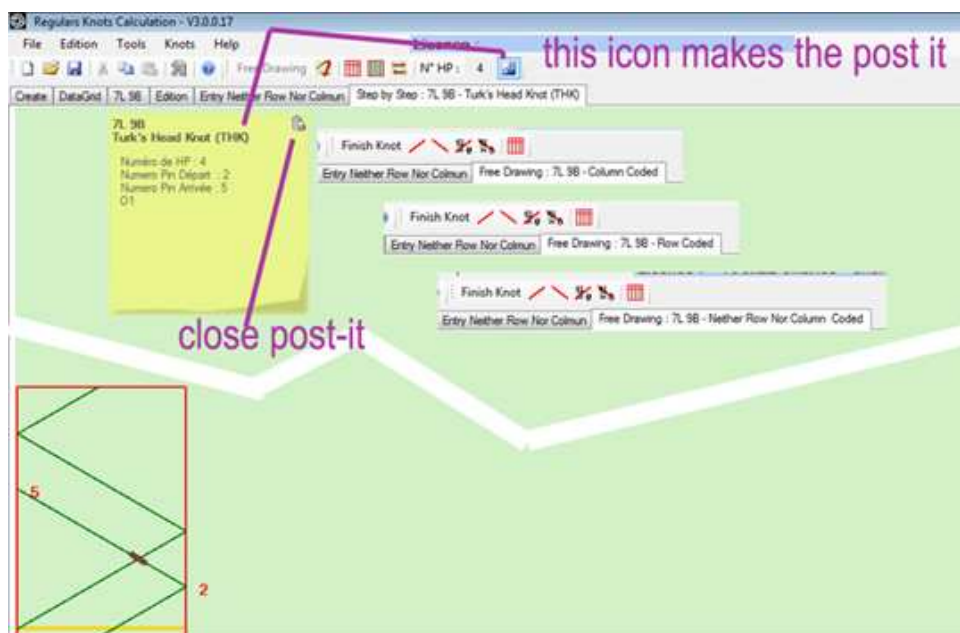 Regulars Knots Calculation - V3.0.0.17
File Edition Tools Knots Help
this icon makes the post it
Free Drawing N° HP : 4
Create DataGrid 7L 9B Edition Entry Neither Row Nor Colmun Step by Step : 7L 9B - Turk's Head Knot (THK)
7L 9B
Turk's Head Knot (THK)
Numéro de HP : 4
Numero Pin Départ : 2
Numero Pin Arrivée : 5
O1
Finish Knot
Entry Neither Row Nor Colmun Free Drawing : 7L 9B - Column Coded
Finish Knot
Entry Neither Row Nor Colmun Free Drawing : 7L 9B - Row Coded
Finish Knot
Entry Neither Row Nor Colmun Free Drawing : 7L 9B - Neither Row Nor Column Coded
close post-it
5
2